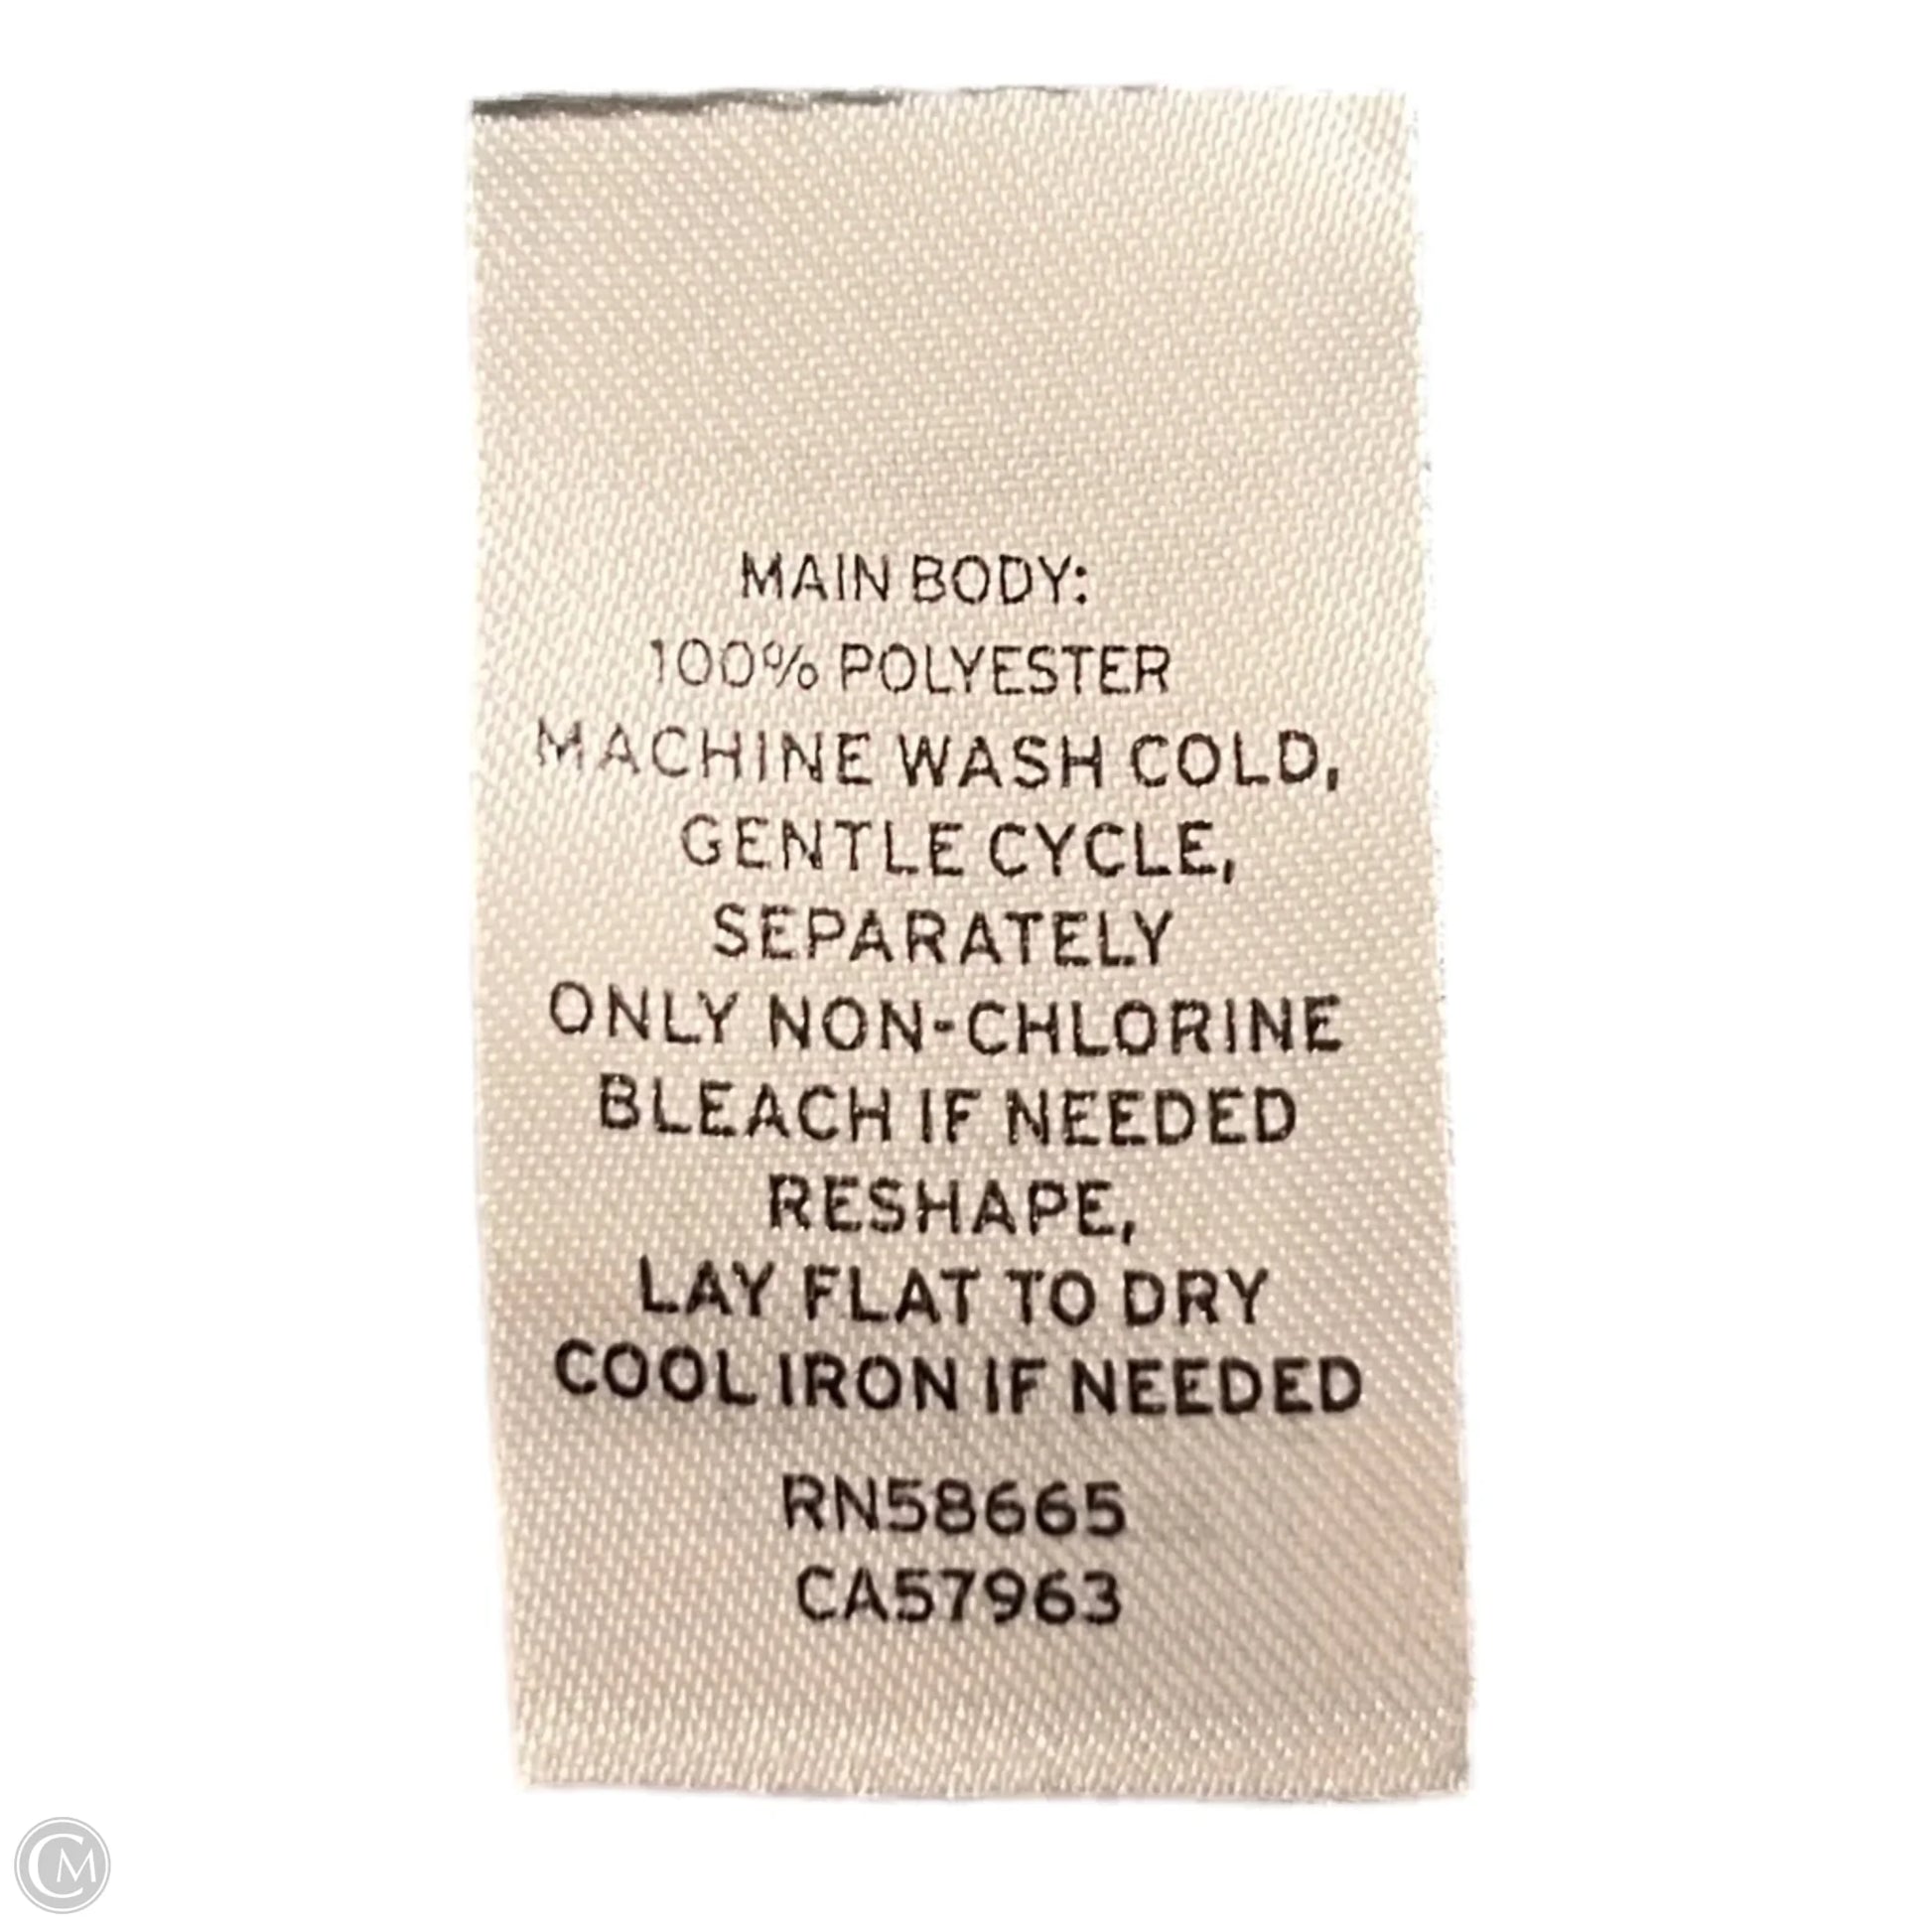 MAIN BODY:
100% POLYESTER
MACHINE WASH COLD,
GENTLE CYCLE,
SEPARATELY
ONLY NON-CHLORINE
BLEACH IF NEEDED
RESHAPE,
LAY FLAT TO DRY
COOL IRON IF NEEDED
RN58665
CA57963
CM